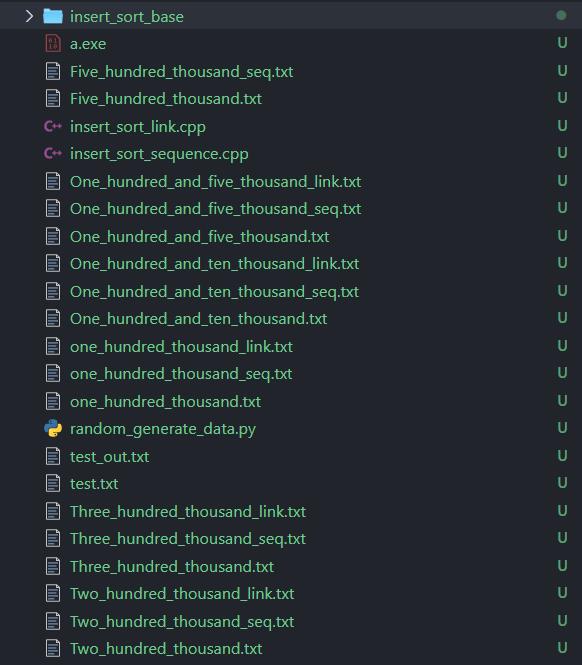 insert_sort_base
a.exe U
Five_hundred_thousand_seq.txt U
Five_hundred_thousand.txt U
insert_sort_link.cpp U
insert_sort_sequence.cpp U
One_hundred_and_five_thousand_link.txt U
One_hundred_and_five_thousand_seq.txt U
One_hundred_and_five_thousand.txt U
One_hundred_and_ten_thousand_link.txt U
One_hundred_and_ten_thousand_seq.txt U
One_hundred_and_ten_thousand.txt U
one_hundred_thousand_link.txt U
one_hundred_thousand_seq.txt U
one_hundred_thousand.txt U
random_generate_data.py U
test_out.txt U
test.txt U
Three_hundred_thousand_link.txt U
Three_hundred_thousand_seq.txt U
Three_hundred_thousand.txt U
Two_hundred_thousand_link.txt U
Two_hundred_thousand_seq.txt U
Two_hundred_thousand.txt U